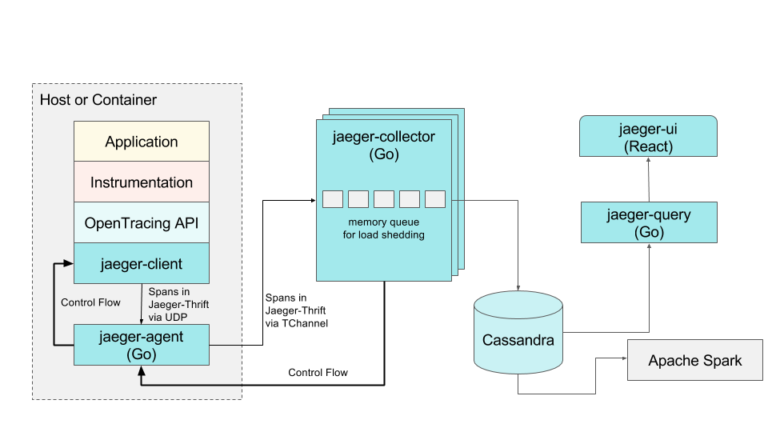 Host or Container
Application
Instrumentation
OpenTracing API
jaeger-client
Control Flow
Spans in
Jaeger-Thrift
via UDP
jaeger-agent
(Go)
Spans in
Jaeger-Thrift
via TChannel
Control Flow
jaeger-collector
(Go)
memory queue
for load shedding
Cassandra
jaeger-ui
(React)
jaeger-query
(Go)
Apache Spark